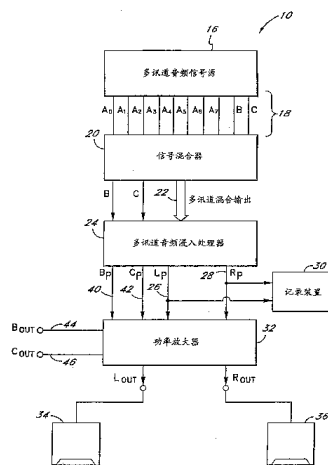 10
16
多讯道音频信号源
A0 A1 A2 A3 A4 A5 A6 A7 B C
18
20
信号混合器
B C 22 多讯道混合输出
24
多讯道音频混入处理器
BP CP LP RP
40 42 26 28
30
记录装置
BOUT 44
32
功率放大器
COUT 46
LOUT ROUT
34 36